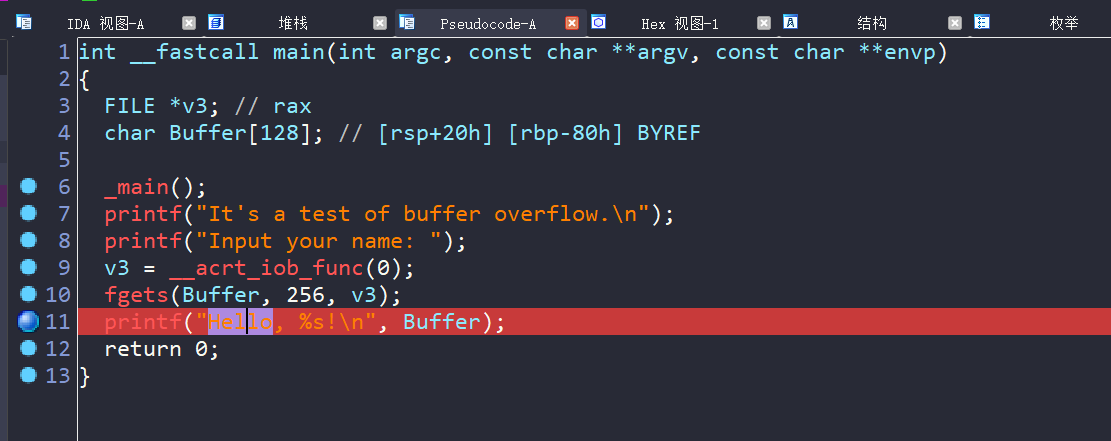 IDA 视图-A 堆栈 Pseudocode-A Hex 视图-1 结构 枚举
1 int __fastcall main(int argc, const char **argv, const char **envp)
2 {
3 FILE *v3; // rax
4 char Buffer[128]; // [rsp+20h] [rbp-80h] BYREF
5
6 _main();
7 printf("It's a test of buffer overflow.\n");
8 printf("Input your name: ");
9 v3 = __acrt_iob_func(0);
10 fgets(Buffer, 256, v3);
11 printf("Hello, %s!\n", Buffer);
12 return 0;
13 }